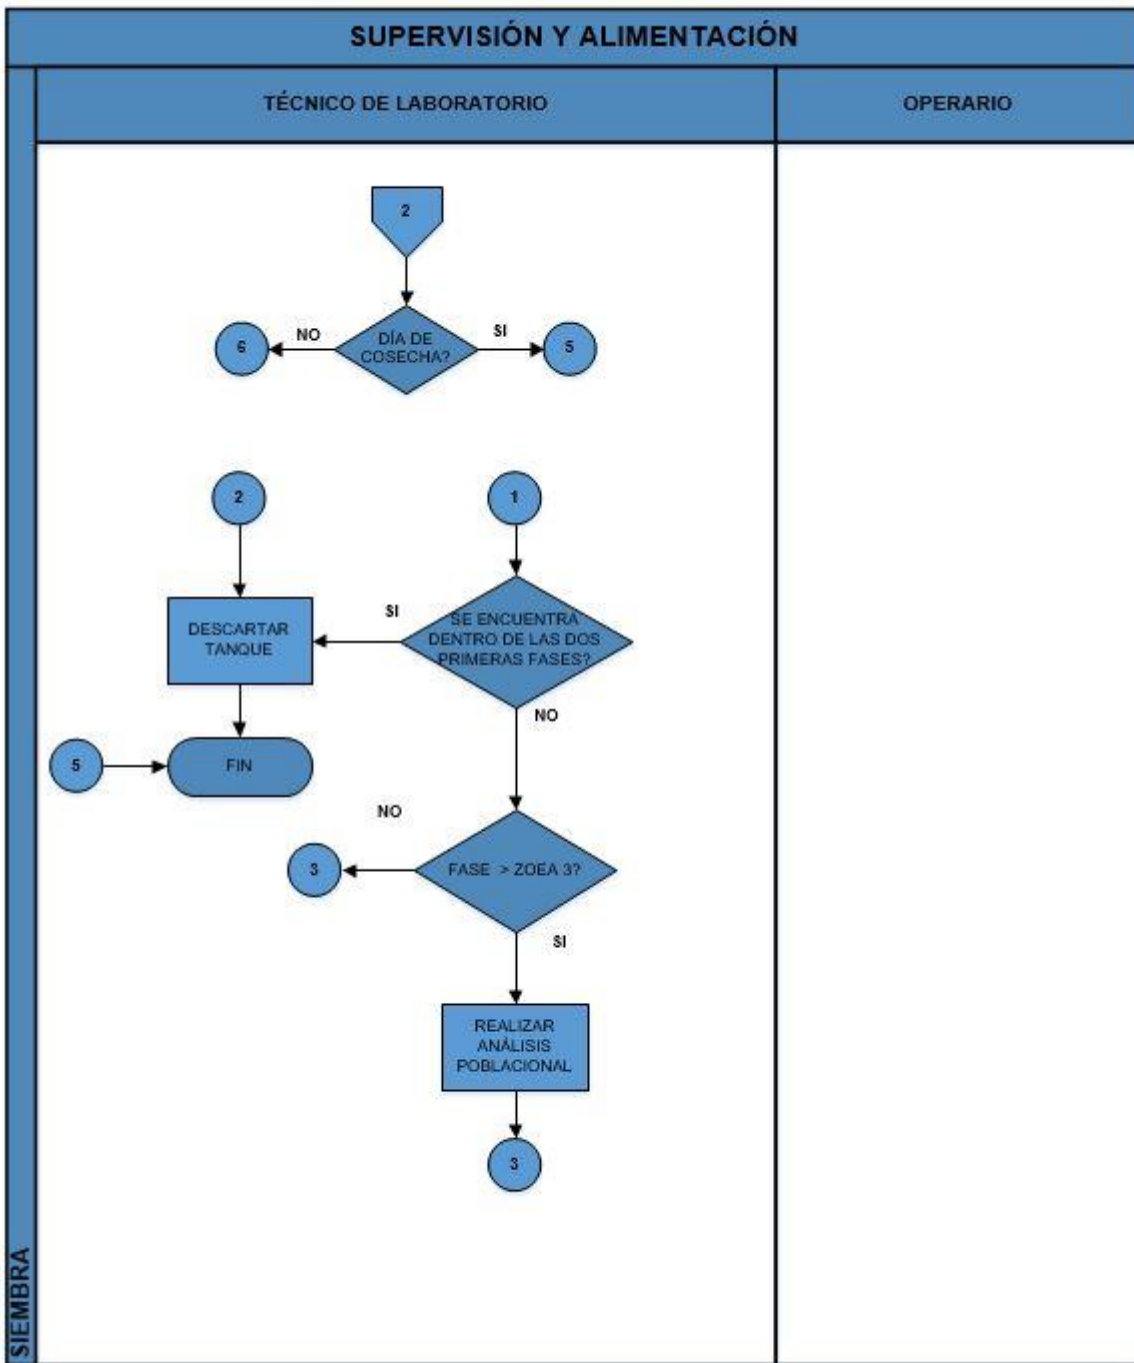 SUPERVISIÓN Y ALIMENTACIÓN
TÉCNICO DE LABORATORIO
OPERARIO
2
NO
SI
6
DÍA DE
COSECHA?
5
2
1
SI
DESCARTAR
TANQUE
SE ENCUENTRA
DENTRO DE LAS DOS
PRIMERAS FASES?
NO
5
FIN
NO
3
FASE > ZOEA 3?
SI
REALIZAR
ANÁLISIS
POBLACIONAL
3
SIEMBRA